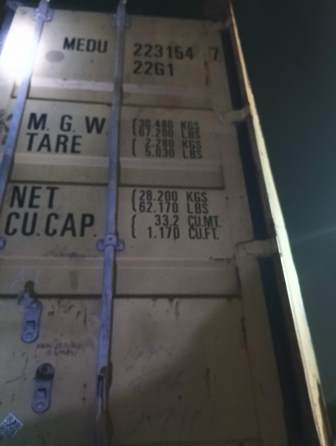 MEDU 223154 7
22G1
M. G. W. (30.480 KGS
(67.200 LBS
TARE ( 2.280 KGS
( 5.030 LBS
NET (28.200 KGS
(62.170 LBS
CU.CAP. ( 33,2 CU.MT.
( 1.170 CU.FT.